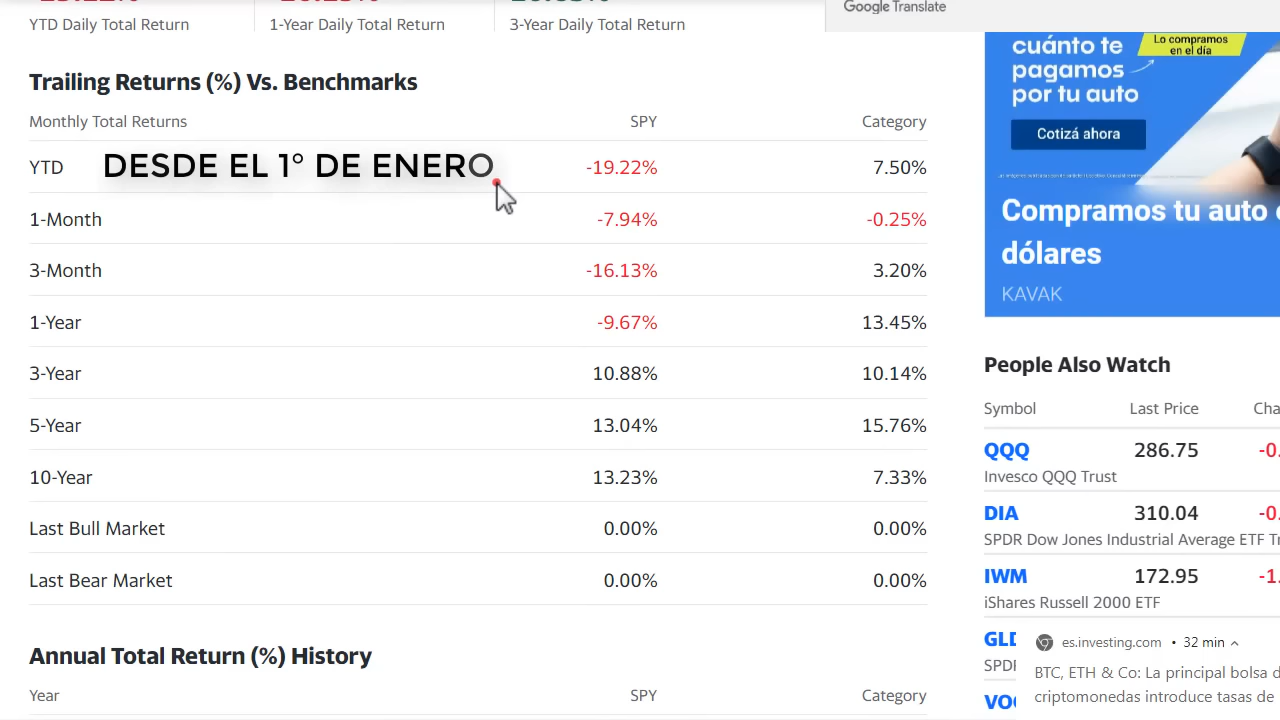 YTD Daily Total Return
1-Year Daily Total Return
3-Year Daily Total Return
Google Translate
Trailing Returns (%) Vs. Benchmarks
Monthly Total Returns SPY Category
YTD DESDE EL 1° DE ENERO -19.22% 7.50%
1-Month -7.94% -0.25%
3-Month -16.13% 3.20%
1-Year -9.67% 13.45%
3-Year 10.88% 10.14%
5-Year 13.04% 15.76%
10-Year 13.23% 7.33%
Last Bull Market 0.00% 0.00%
Last Bear Market 0.00% 0.00%
Annual Total Return (%) History
Year SPY Category
cuánto te
pagamos
por tu auto
Lo compramos
en el día
Cotizá ahora
Compramos tu auto
dólares
KAVAK
People Also Watch
Symbol Last Price Cha
QQQ 286.75 -0.
Invesco QQQ Trust
DIA 310.04 -0.
SPDR Dow Jones Industrial Average ETF Tr
IWM 172.95 -1.
iShares Russell 2000 ETF
GLD
SPDR
VOO
es.investing.com • 32 min
BTC, ETH & Co: La principal bolsa d
criptomonedas introduce tasas de